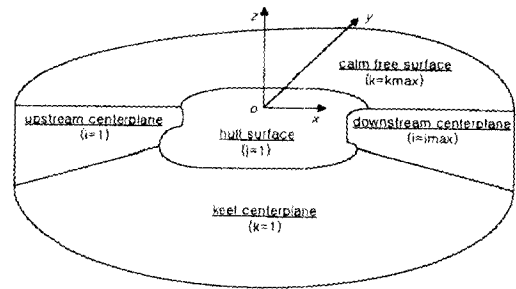 z
y
calm free surface
(k=kmax)
o
x
upstream centerplane
(i=1)
hull surface
(j=1)
downstream centerplane
(i=imax)
keel centerplane
(k=1)